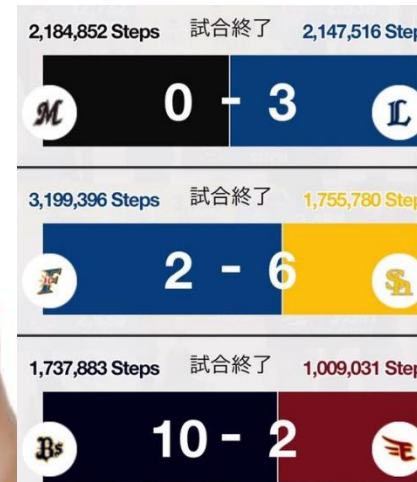 2,184,852 Steps 試合終了 2,147,516 Step
M 0 - 3 L
3,199,396 Steps 試合終了 1,755,780 Step
F 2 - 6 Sh
1,737,883 Steps 試合終了 1,009,031 Step
Bs 10 - 2 E